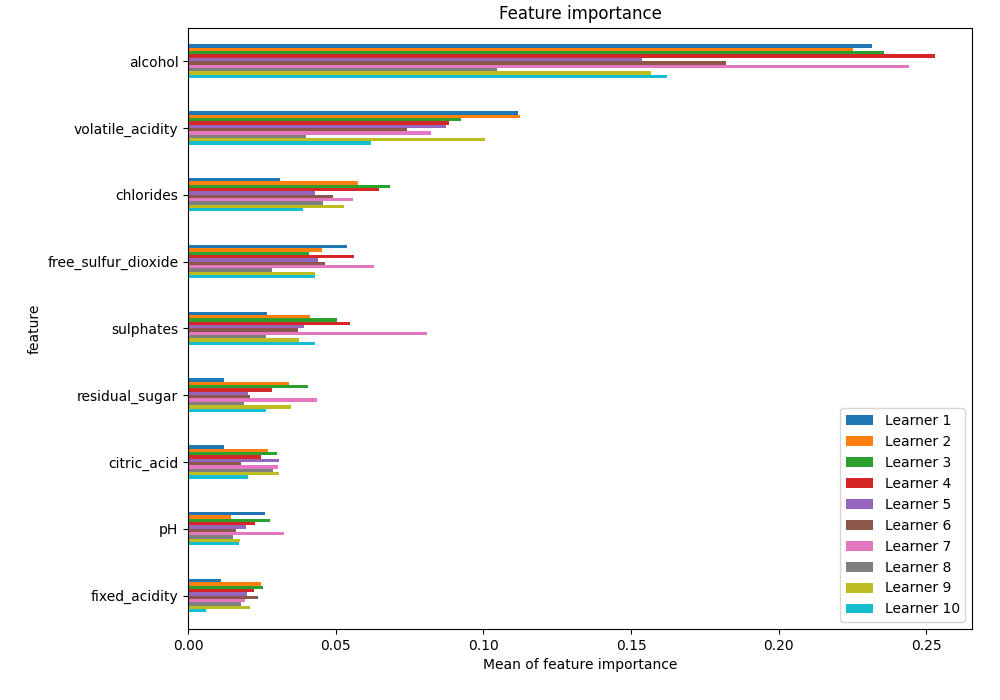 Feature importance
alcohol
volatile_acidity
chlorides
free_sulfur_dioxide
sulphates
residual_sugar
citric_acid
pH
fixed_acidity
feature
Learner 1
Learner 2
Learner 3
Learner 4
Learner 5
Learner 6
Learner 7
Learner 8
Learner 9
Learner 10
0.00 0.05 0.10 0.15 0.20 0.25
Mean of feature importance